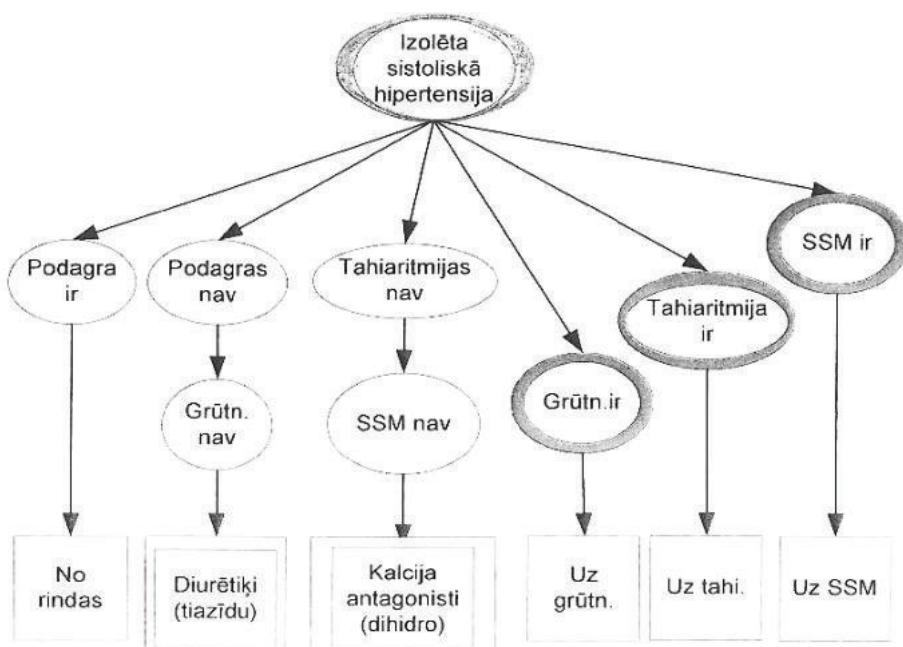 Izolēta
sistoliskā
hipertensija
Podagra
ir
Podagras
nav
Tahiaritmijas
nav
SSM ir
Tahiaritmija
ir
Grūtn.
nav
SSM nav
Grūtn.ir
No
rindas
Diurētiķi
(tiazīdu)
Kalcija
antagonisti
(dihidro)
Uz
grūtn.
Uz tahi.
Uz SSM